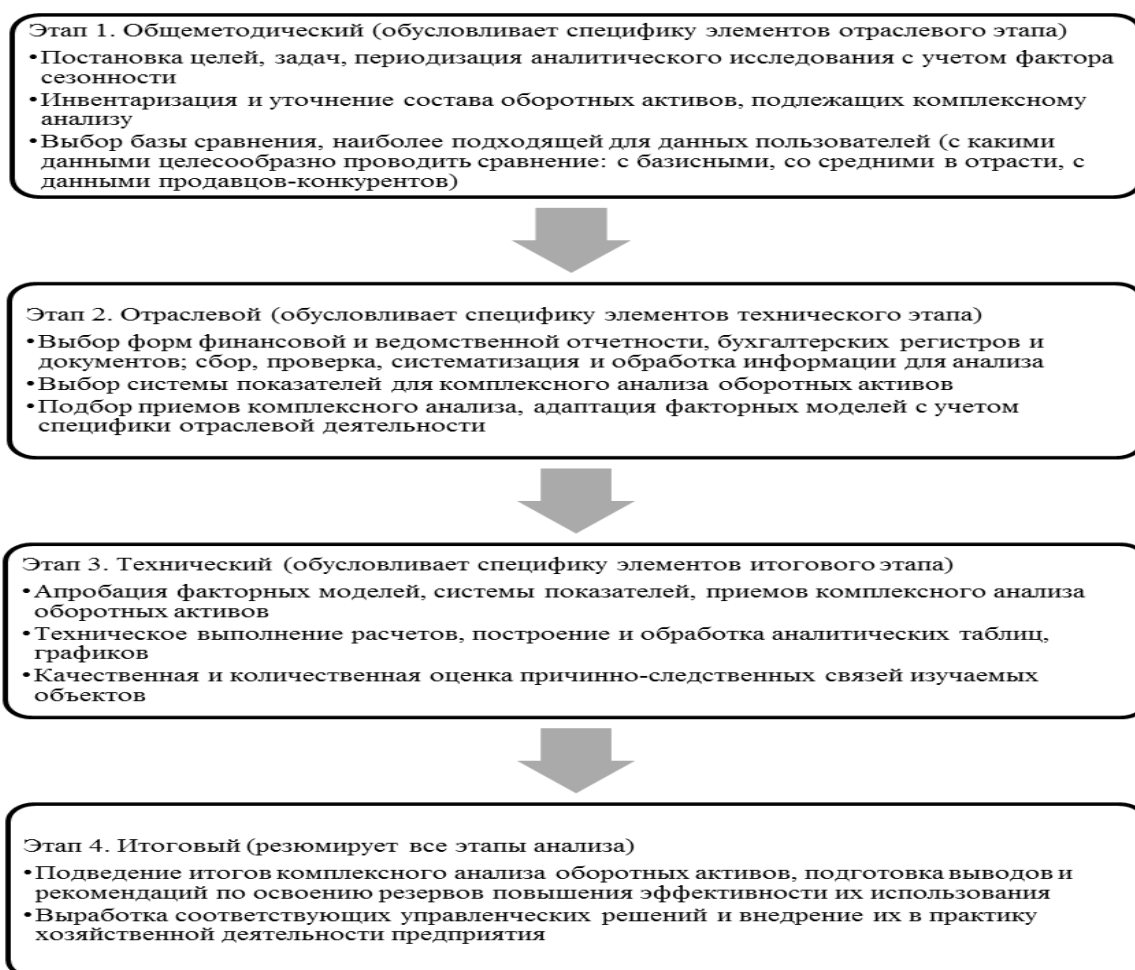 Этап 1. Общеметодический (обусловливает специфику элементов отраслевого этапа)
•Постановка целей, задач, периодизация аналитического исследования с учетом фактора
сезонности
•Инвентаризация и уточнение состава оборотных активов, подлежащих комплексному
анализу
•Выбор базы сравнения, наиболее подходящей для данных пользователей (с какими
данными целесообразно проводить сравнение: с базисными, со средними в отрасти, с
данными продавцов-конкурентов)
Этап 2. Отраслевой (обусловливает специфику элементов технического этапа)
•Выбор форм финансовой и ведомственной отчетности, бухгалтерских регистров и
документов; сбор, проверка, систематизация и обработка информации для анализа
•Выбор системы показателей для комплексного анализа оборотных активов
•Подбор приемов комплексного анализа, адаптация факторных моделей с учетом
специфики отраслевой деятельности
Этап 3. Технический (обусловливает специфику элементов итогового этапа)
•Апробация факторных моделей, системы показателей, приемов комплексного анализа
оборотных активов
•Техническое выполнение расчетов, построение и обработка аналитических таблиц,
графиков
•Качественная и количественная оценка причинно-следственных связей изучаемых
объектов
Этап 4. Итоговый (резюмирует все этапы анализа)
•Подведение итогов комплексного анализа оборотных активов, подготовка выводов и
рекомендаций по освоению резервов повышения эффективности их использования
•Выработка соответствующих управленческих решений и внедрение их в практику
хозяйственной деятельности предприятия